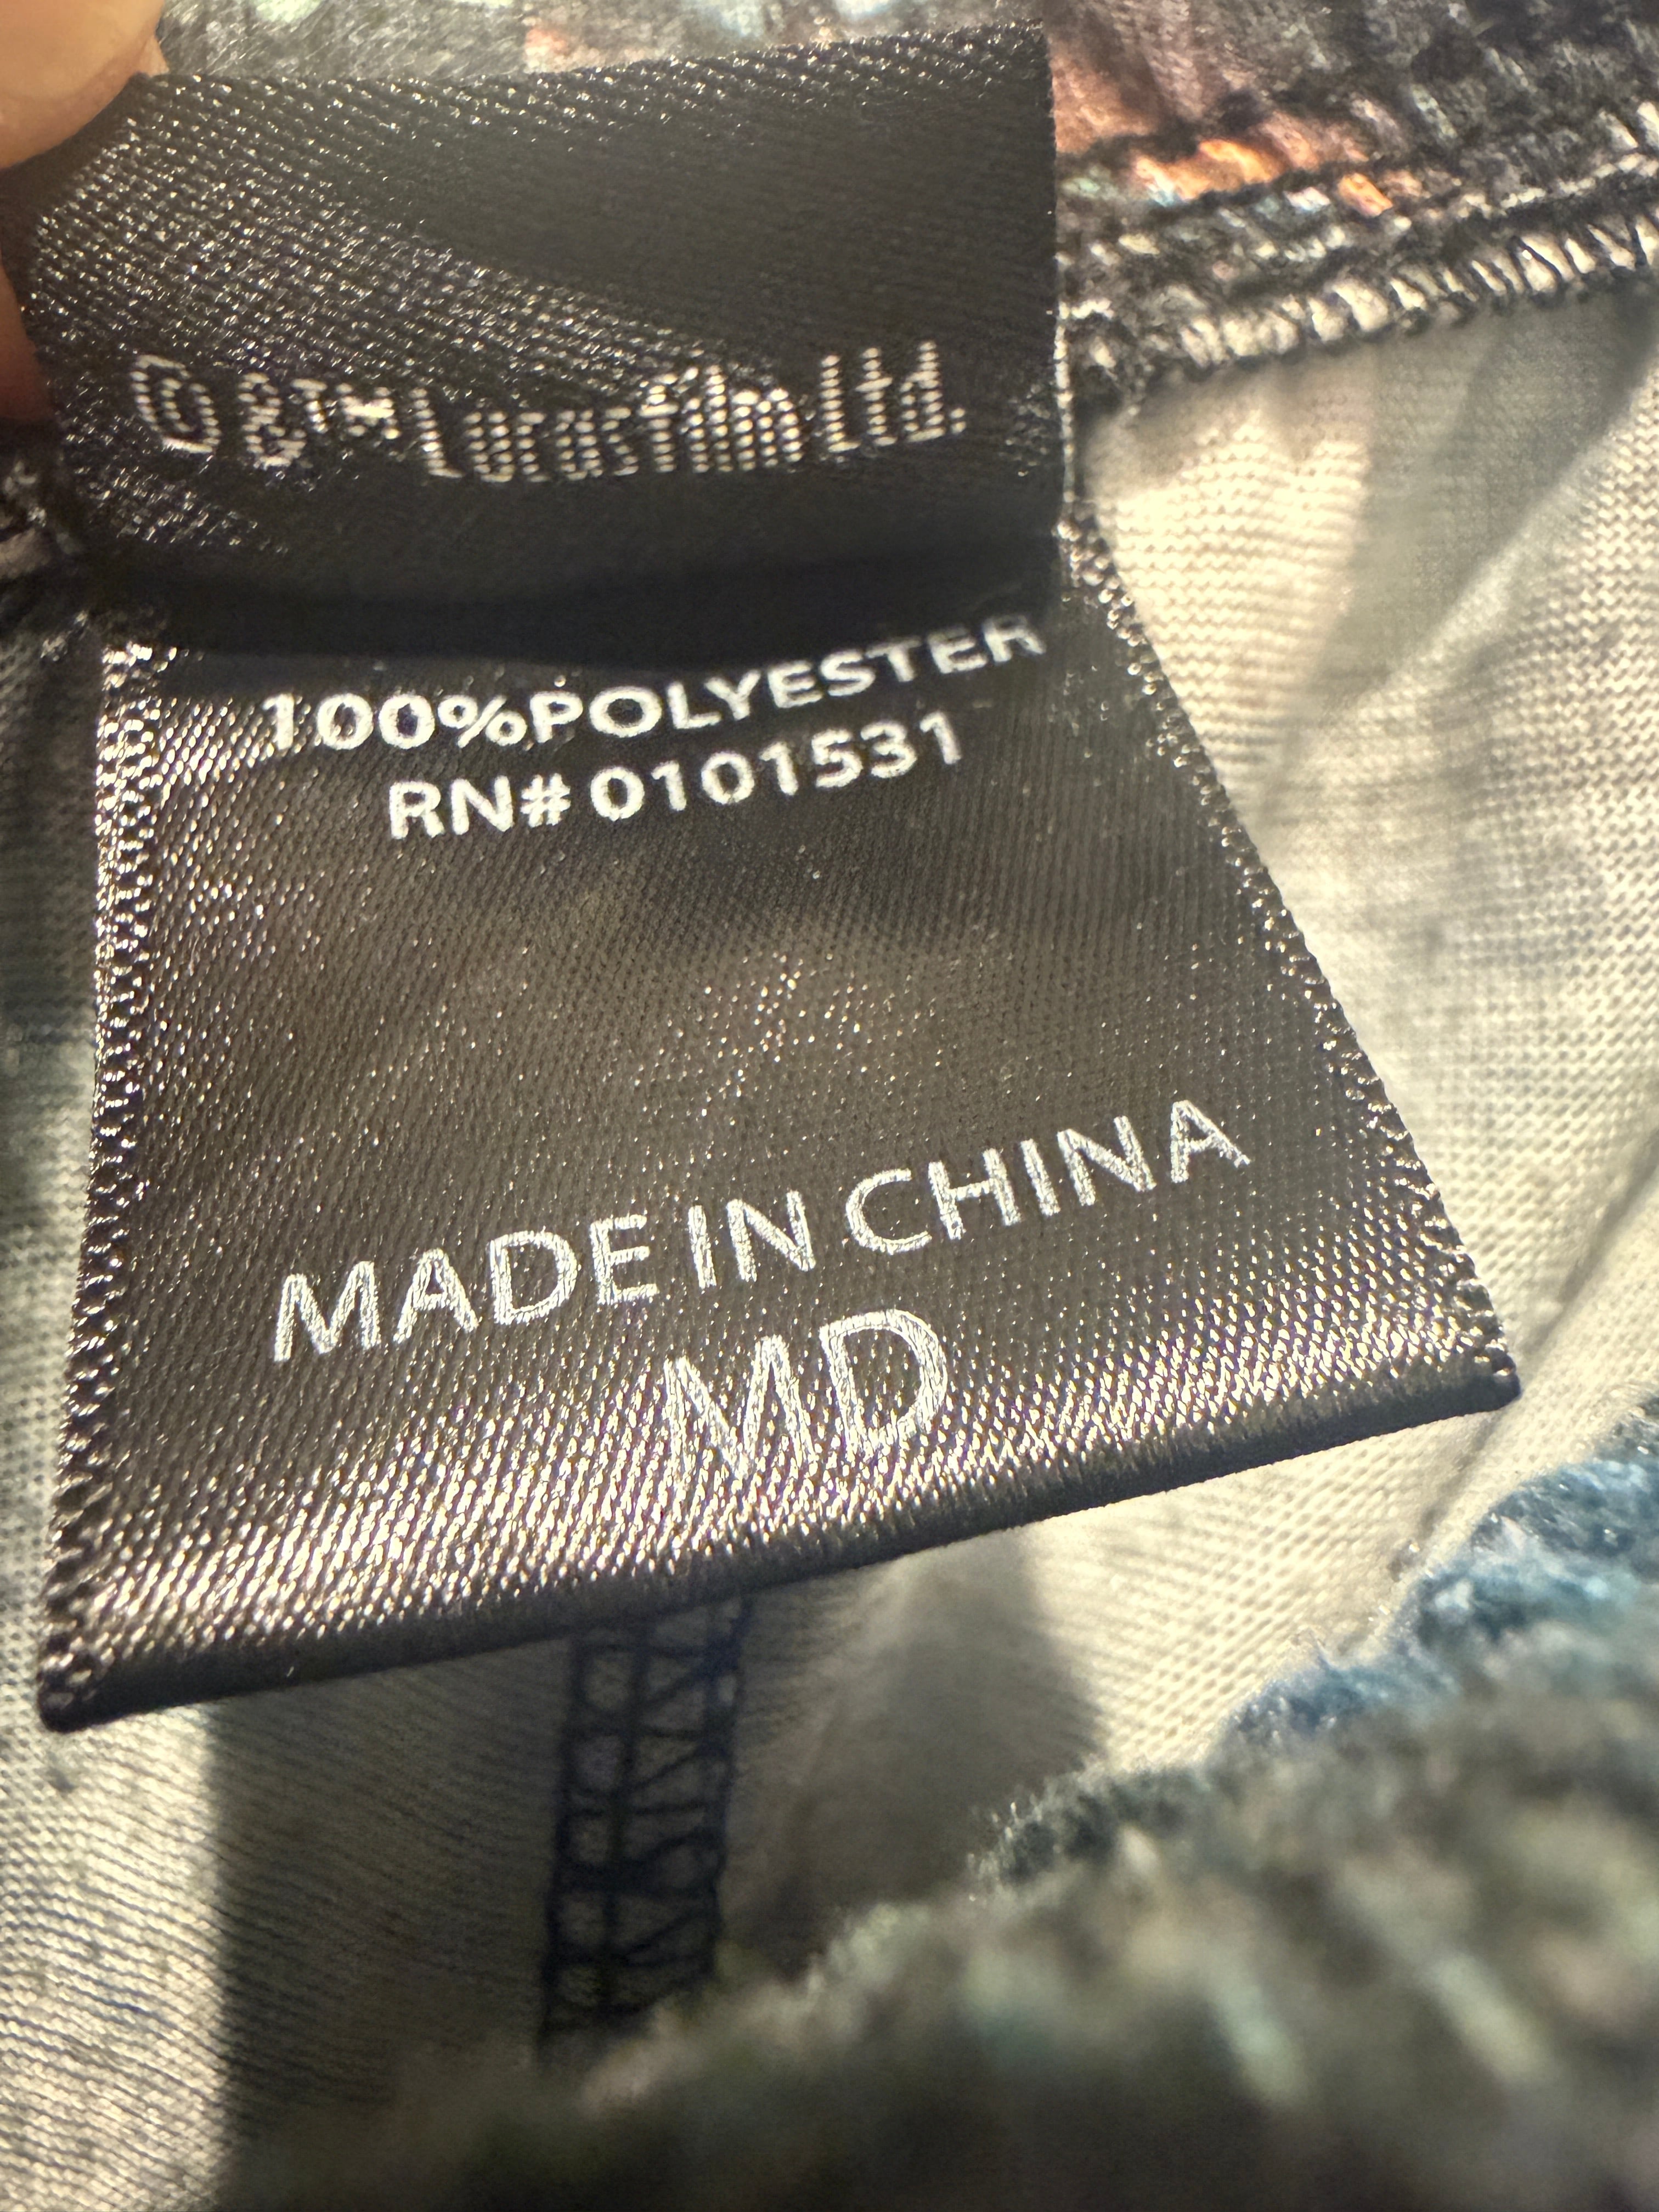 ©&™ Lucasfilm Ltd.
100%POLYESTER
RN# 0101531
MADE IN CHINA
MD